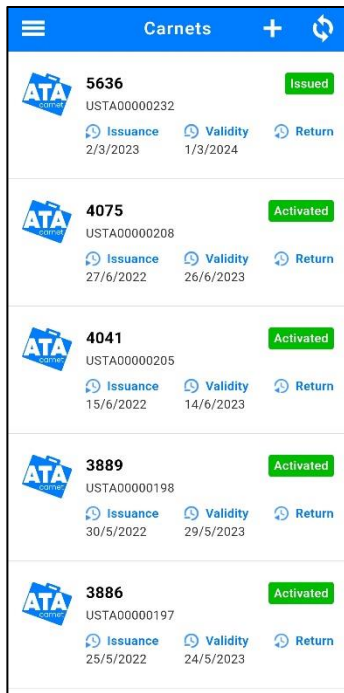 Carnets
ATA carnet
5636
Issued
USTA00000232
Issuance Validity Return
2/3/2023 1/3/2024
ATA carnet
4075
Activated
USTA00000208
Issuance Validity Return
27/6/2022 26/6/2023
ATA carnet
4041
Activated
USTA00000205
Issuance Validity Return
15/6/2022 14/6/2023
ATA carnet
3889
Activated
USTA00000198
Issuance Validity Return
30/5/2022 29/5/2023
ATA carnet
3886
Activated
USTA00000197
Issuance Validity Return
25/5/2022 24/5/2023